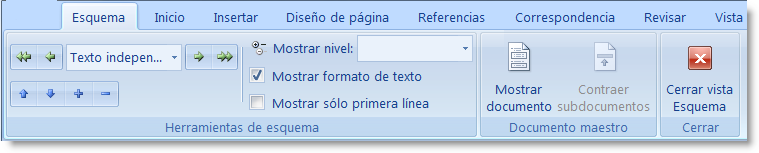 Esquema Inicio Insertar Diseño de página Referencias Correspondencia Revisar Vista
Texto indepen... Mostrar nivel:
Mostrar formato de texto
Mostrar sólo primera línea
Herramientas de esquema
Mostrar
documento
Contraer
subdocumentos
Documento maestro
Cerrar vista
Esquema
Cerrar